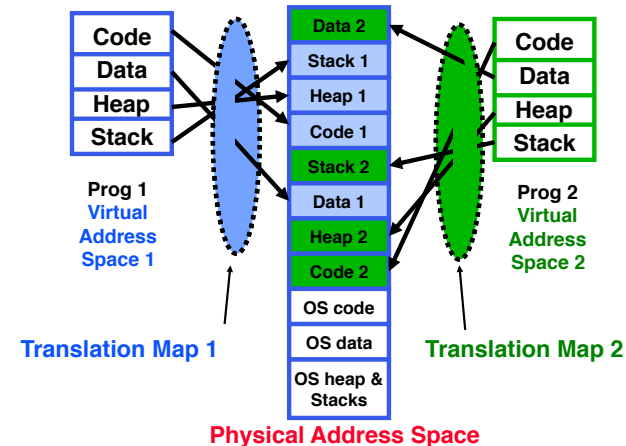 Code
Data
Heap
Stack
Prog 1
Virtual
Address
Space 1
Translation Map 1
Data 2
Stack 1
Heap 1
Code 1
Stack 2
Data 1
Heap 2
Code 2
OS code
OS data
OS heap &
Stacks
Physical Address Space
Code
Data
Heap
Stack
Prog 2
Virtual
Address
Space 2
Translation Map 2